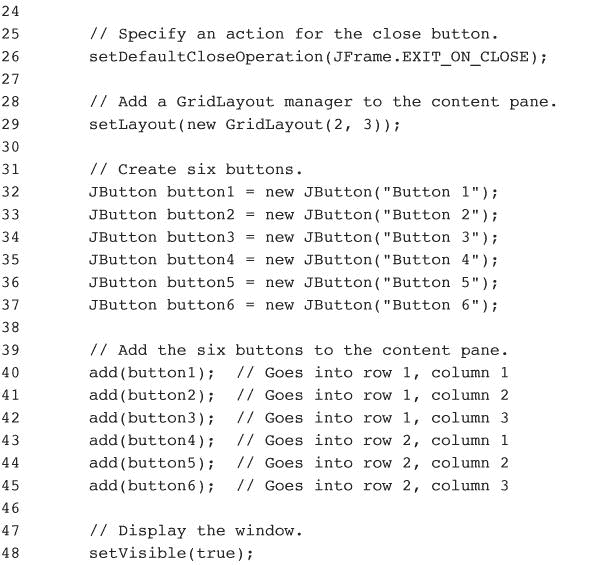 24
25 // Specify an action for the close button.
26 setDefaultCloseOperation(JFrame.EXIT_ON_CLOSE);
27
28 // Add a GridLayout manager to the content pane.
29 setLayout(new GridLayout(2, 3));
30
31 // Create six buttons.
32 JButton button1 = new JButton("Button 1");
33 JButton button2 = new JButton("Button 2");
34 JButton button3 = new JButton("Button 3");
35 JButton button4 = new JButton("Button 4");
36 JButton button5 = new JButton("Button 5");
37 JButton button6 = new JButton("Button 6");
38
39 // Add the six buttons to the content pane.
40 add(button1); // Goes into row 1, column 1
41 add(button2); // Goes into row 1, column 2
42 add(button3); // Goes into row 1, column 3
43 add(button4); // Goes into row 2, column 1
44 add(button5); // Goes into row 2, column 2
45 add(button6); // Goes into row 2, column 3
46
47 // Display the window.
48 setVisible(true);